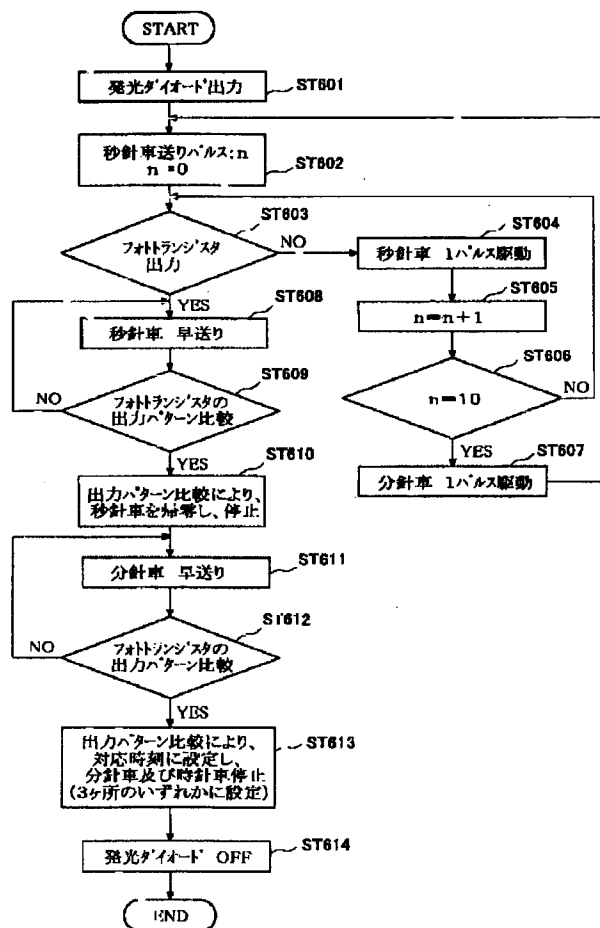 START
発光ダイオード出力
ST601
秒針車送りパルス:n
n=0
ST602
フォトトランジスタ
出力
ST603
NO
YES
秒針車 1パルス駆動
ST604
n=n+1
ST605
n=10
ST606
NO
YES
分針車 1パルス駆動
ST607
秒針車 早送り
ST608
フォトトランジスタの
出力パターン比較
ST609
NO
YES
出力パターン比較により、
秒針車を帰零し、停止
ST610
分針車 早送り
ST611
フォトトランジスタの
出力パターン比較
ST612
NO
YES
出力パターン比較により、
対応時刻に設定し、
分針車及び時針車停止
(3ヶ所のいずれかに設定)
ST613
発光ダイオード OFF
ST614
END